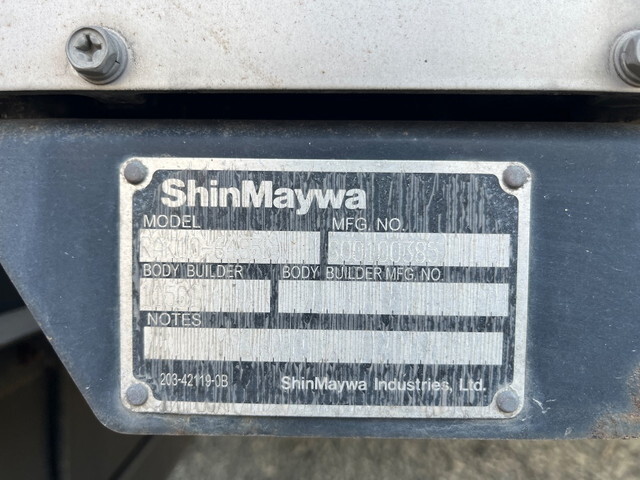 ShinMaywa
MODEL MFG. NO.
BODY BUILDER BODY BUILDER MFG. NO
NOTES
203-42119-0B ShinMaywa Industries, Ltd.